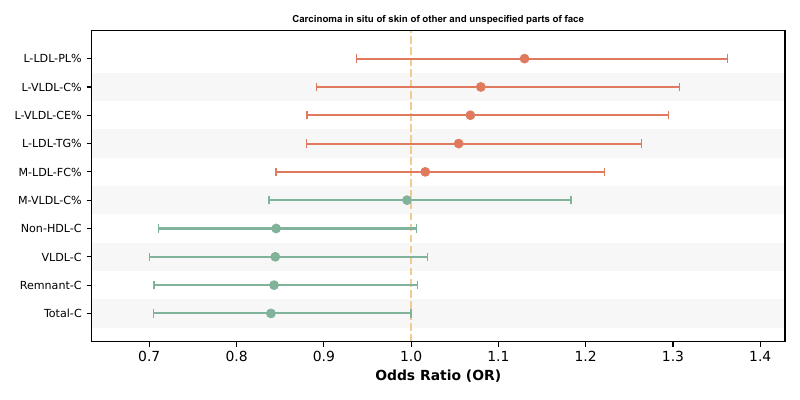 Carcinoma in situ of skin of other and unspecified parts of face
L-LDL-PL%
L-VLDL-C%
L-VLDL-CE%
L-LDL-TG%
M-LDL-FC%
M-VLDL-C%
Non-HDL-C
VLDL-C
Remnant-C
Total-C
0.7 0.8 0.9 1.0 1.1 1.2 1.3 1.4
Odds Ratio (OR)